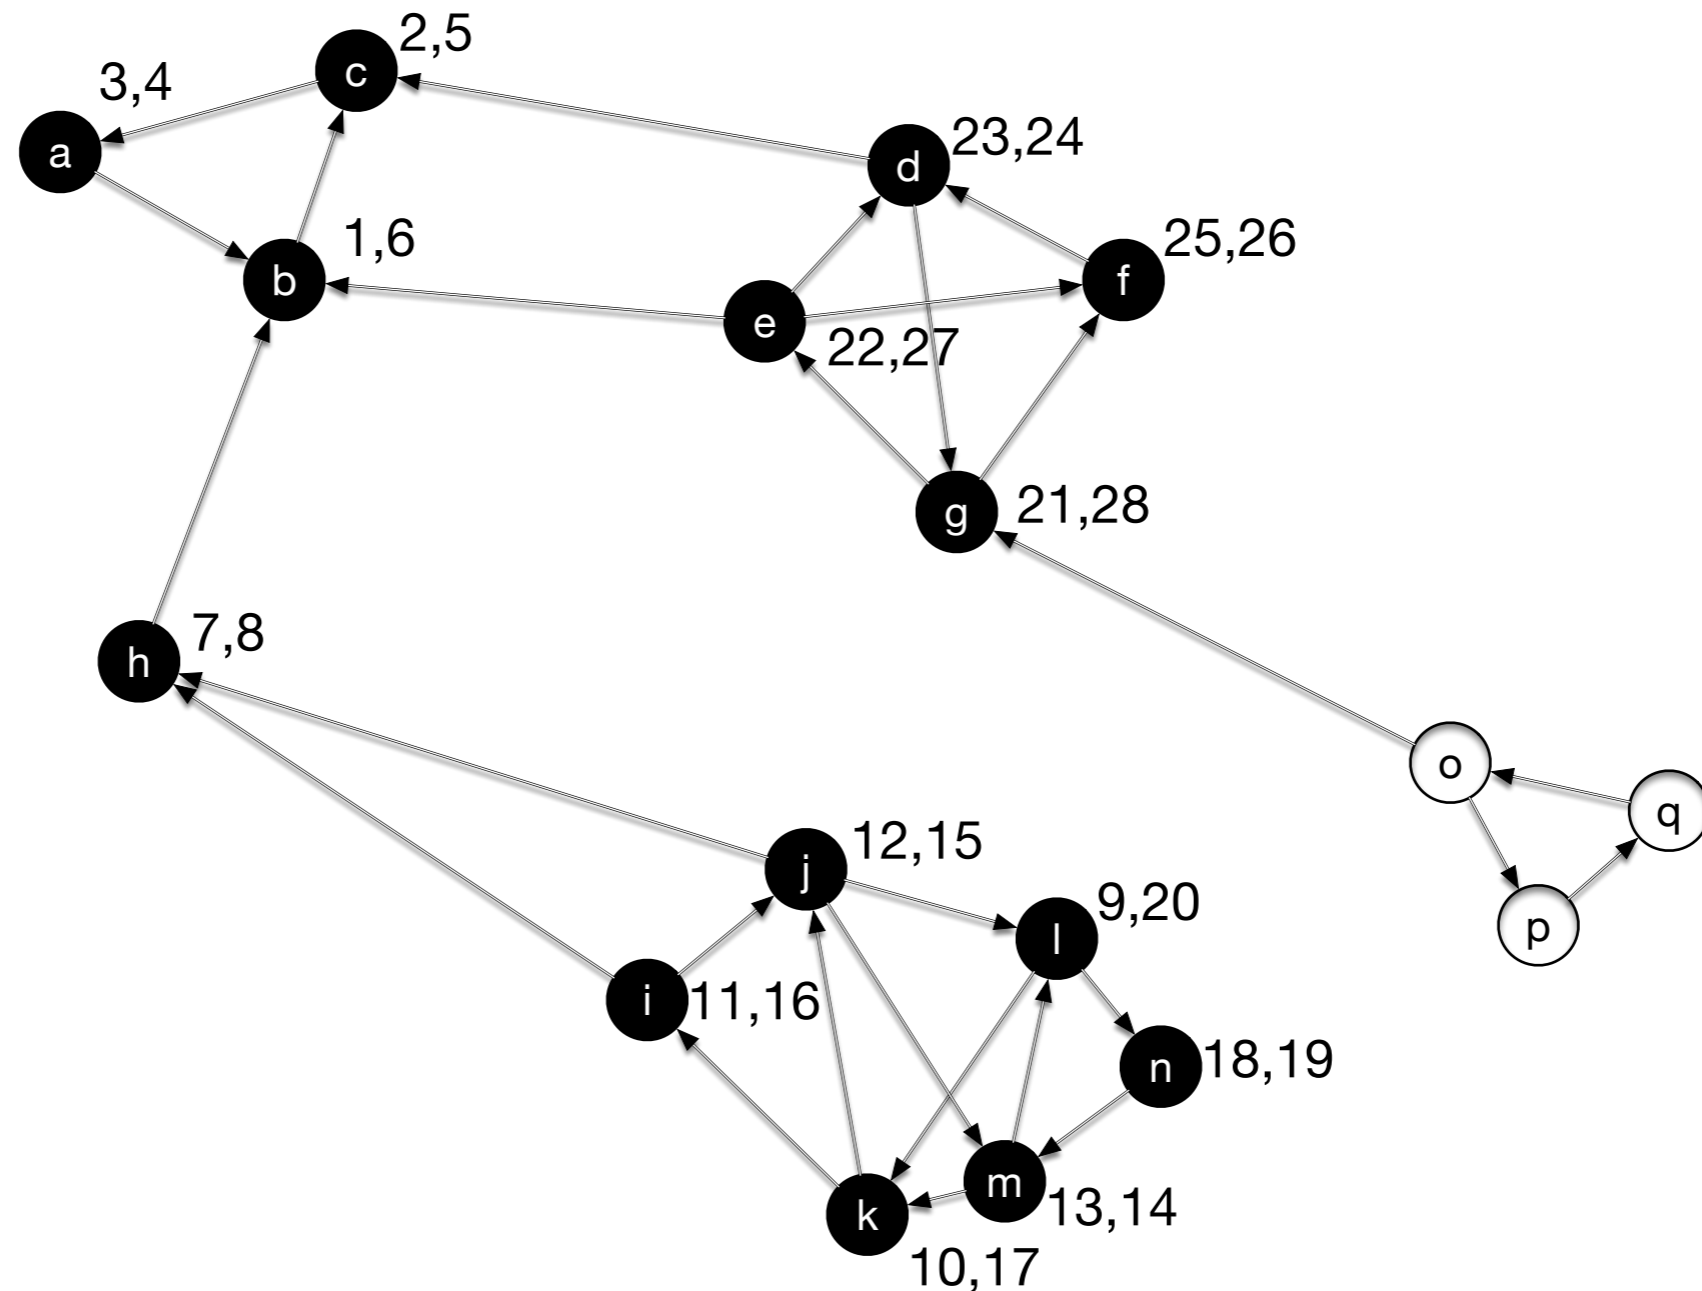 c 2,5
3,4
a
d 23,24
b 1,6
f 25,26
e 22,27
g 21,28
h 7,8
o
q
p
j 12,15
l 9,20
i 11,16
n 18,19
m 13,14
k 10,17